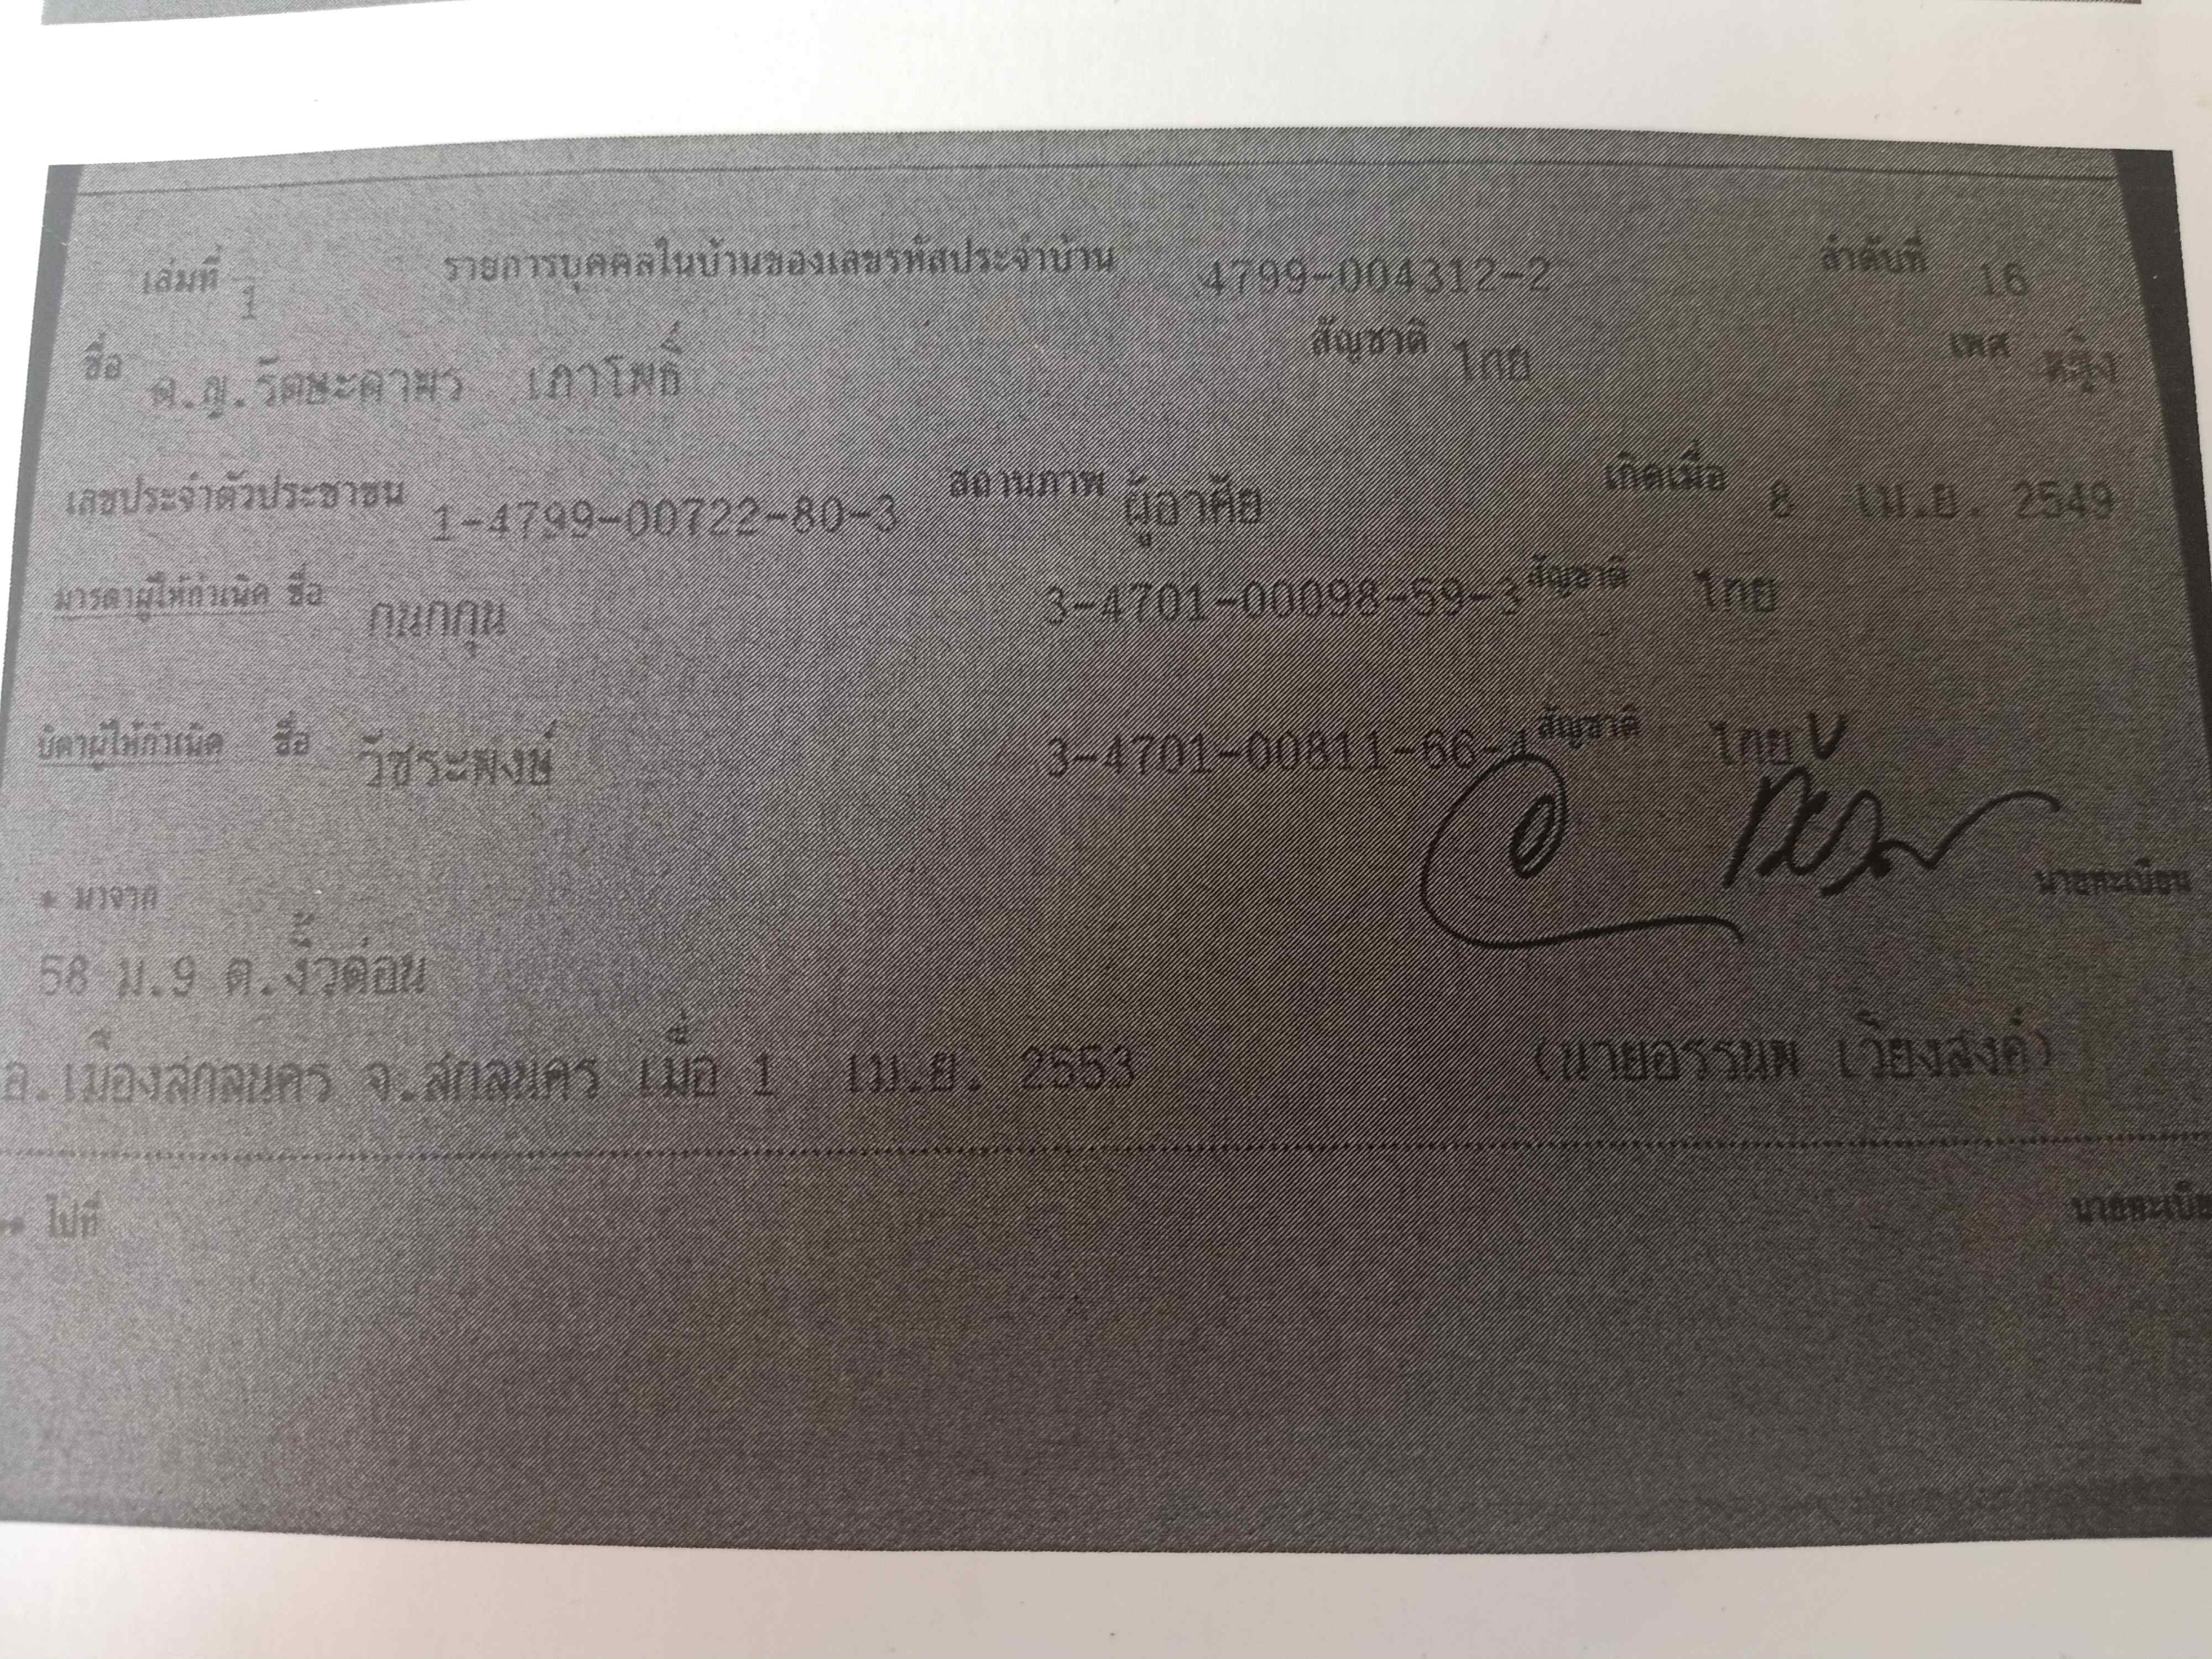 เล่มที่ 1 รายการบุคคลในบ้านของเลขรหัสประจำบ้าน 4799-004312-2 ลำดับที่ 16
ชื่อ ด.ญ.รัตษะดาพร เภาโพธิ์ สัญชาติ ไทย เพศ หญิง
เลขประจำตัวประชาชน 1-4799-00722-80-3 สถานภาพ ผู้อาศัย เกิดเมื่อ 8 เม.ย. 2549
มารดาผู้ให้กำเนิด ชื่อ กนกกุน 3-4701-00098-59-3 สัญชาติ ไทย
บิดาผู้ให้กำเนิด ชื่อ วัชระพงษ์ 3-4701-00811-66-4 สัญชาติ ไทย
* มาจาก นายทะเบียน
58 ม.9 ต.งิ้วด่อน
อ.เมืองสกลนคร จ.สกลนคร เมื่อ 1 เม.ย. 2553 (นายอรรนพ เวียงสงค์)
** ไปที่ นายทะเบีย